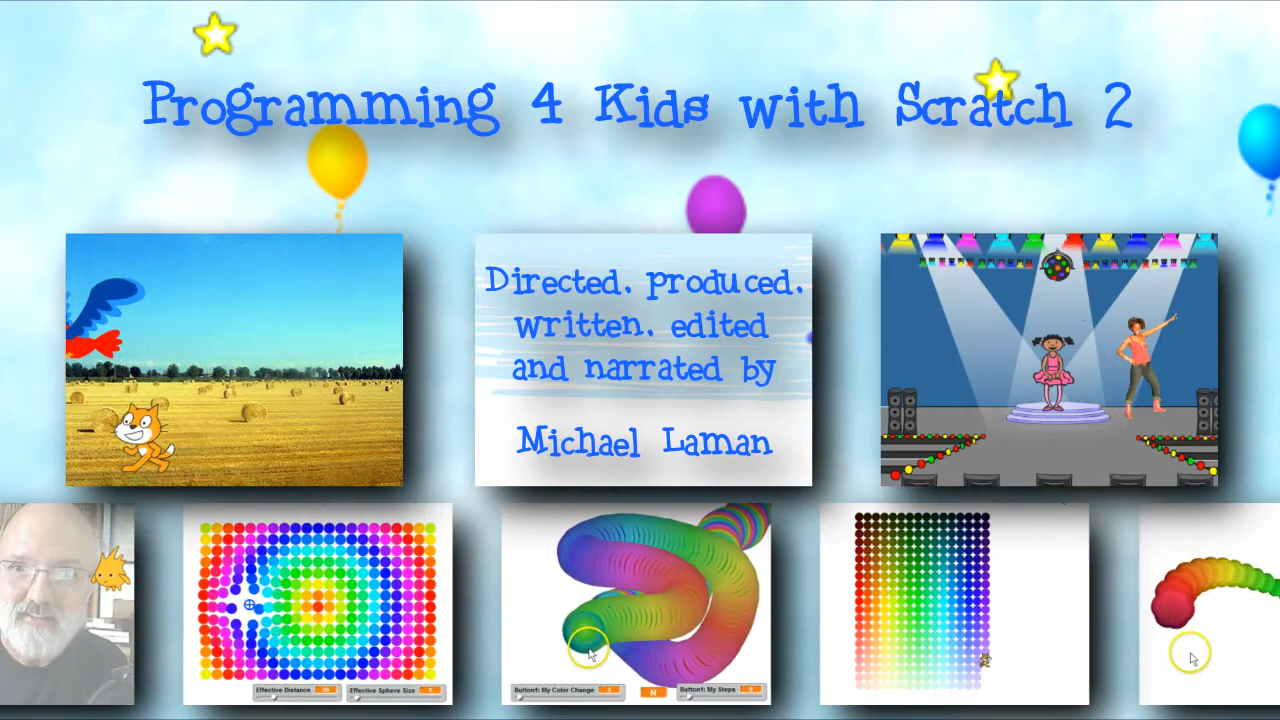 Programming 4 Kids with Scratch 2
Directed, produced,
written, edited
and narrated by
Michael Laman
Effective Distance
Effective Sphere Size
Button1: My Color Change
N
Button1: My Steps